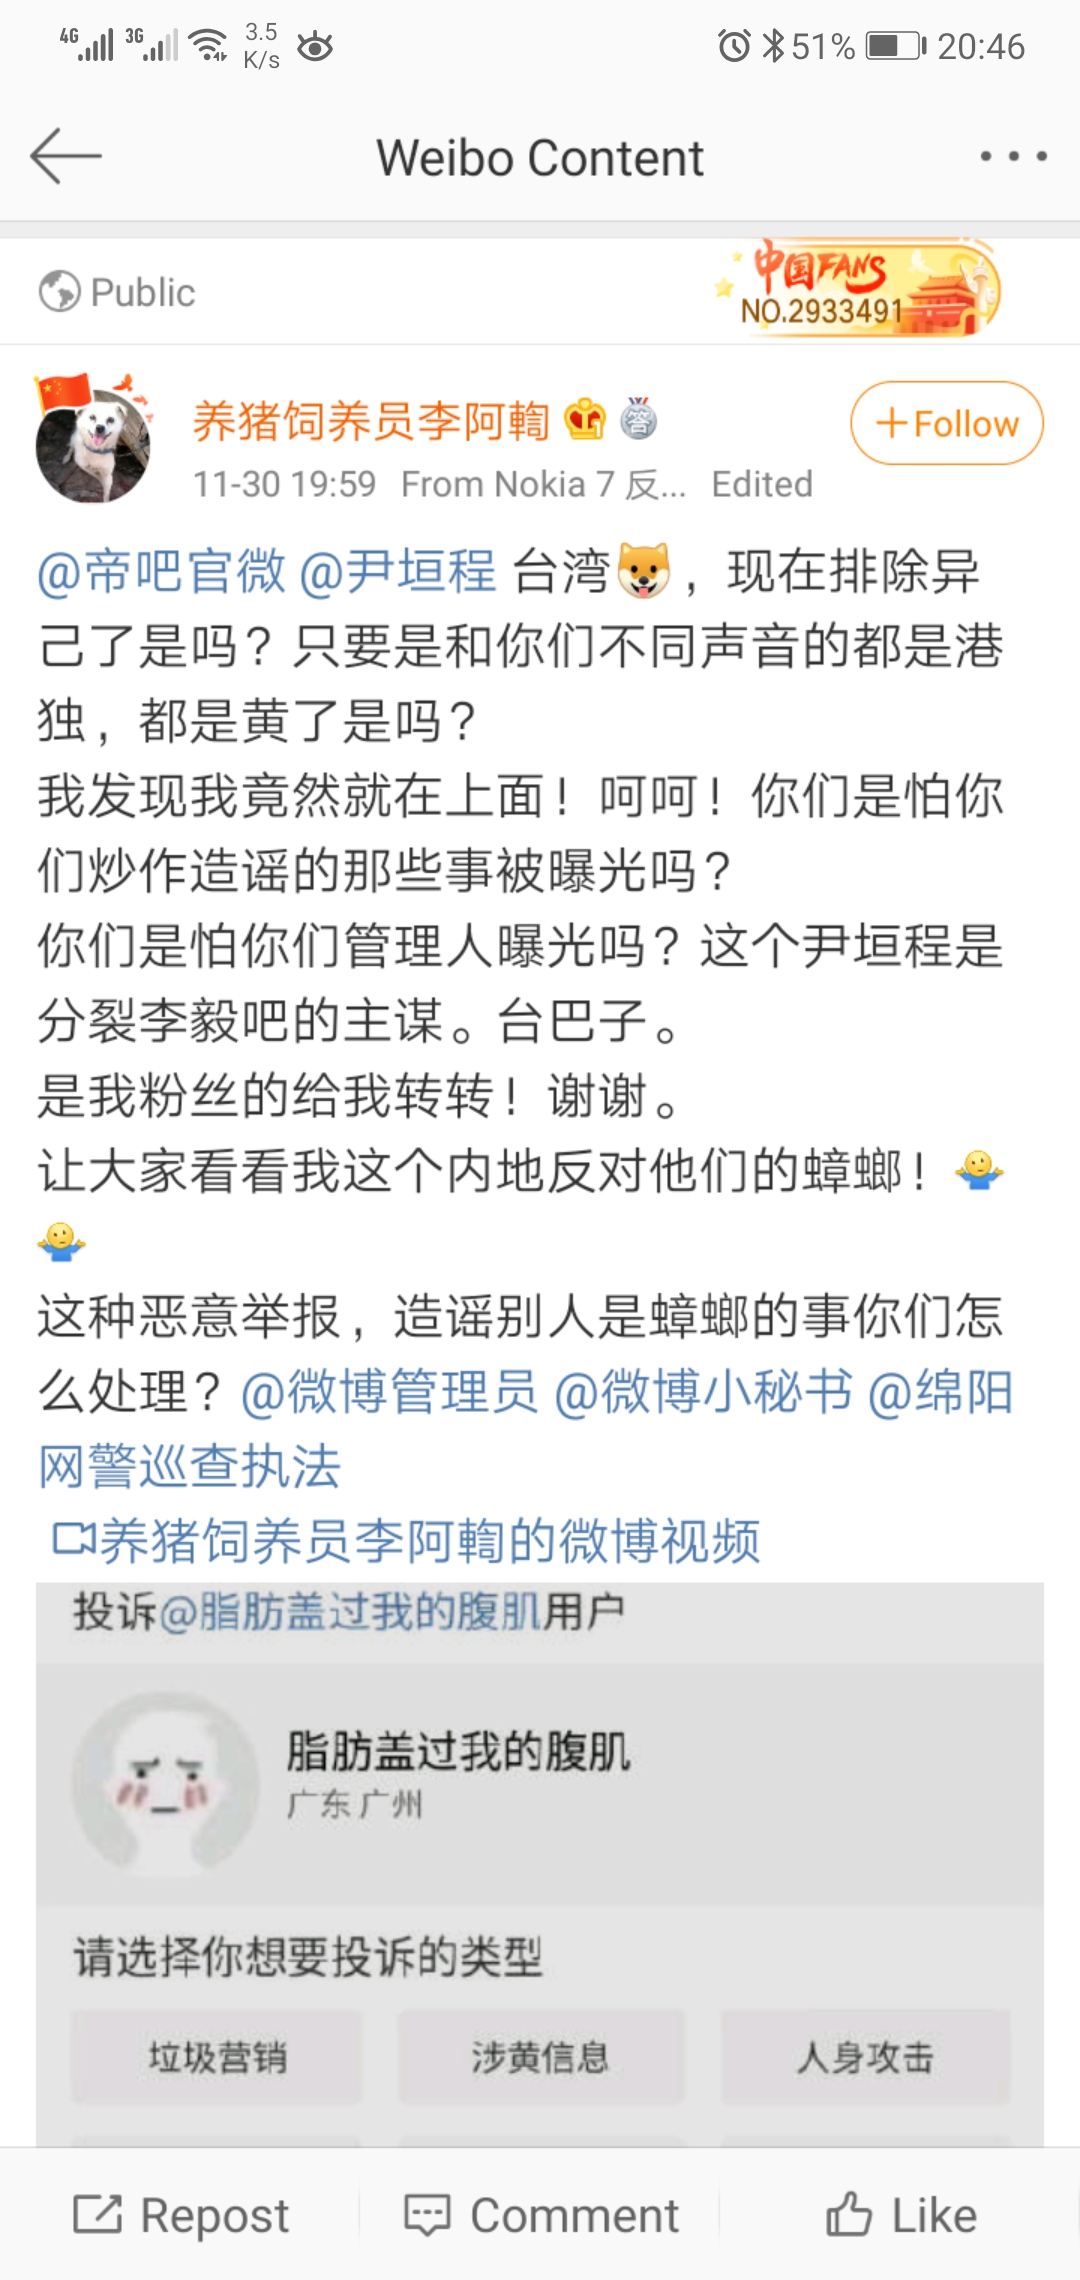 4G 3G 3.5 K/s 51% 20:46
Weibo Content
Public
中国FANS
NO.2933491
养猪饲养员李阿鞫 答
+Follow
11-30 19:59 From Nokia 7 反... Edited
@帝吧官微 @尹垣程 台湾🐶，现在排除异
己了是吗？只要是和你们不同声音的都是港
独，都是黄了是吗？
我发现我竟然就在上面！呵呵！你们是怕你
们炒作造谣的那些事被曝光吗？
你们是怕你们管理人曝光吗？这个尹垣程是
分裂李毅吧的主谋。台巴子。
是我粉丝的给我转转！谢谢。
让大家看看我这个内地反对他们的蟑螂！🤷
🤷
这种恶意举报，造谣别人是蟑螂的事你们怎
么处理？@微博管理员 @微博小秘书 @绵阳
网警巡查执法
养猪饲养员李阿鞫的微博视频
投诉@脂肪盖过我的腹肌用户
脂肪盖过我的腹肌
广东 广州
请选择你想要投诉的类型
垃圾营销 涉黄信息 人身攻击
Repost Comment Like